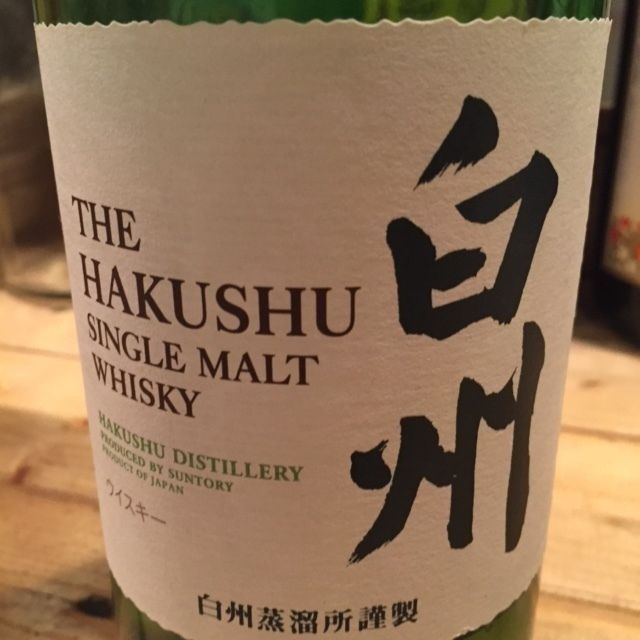 THE
HAKUSHU
SINGLE MALT
WHISKY
HAKUSHU DISTILLERY
PRODUCED BY SUNTORY
PRODUCT OF JAPAN
ウイスキー
白州
白州蒸溜所謹製